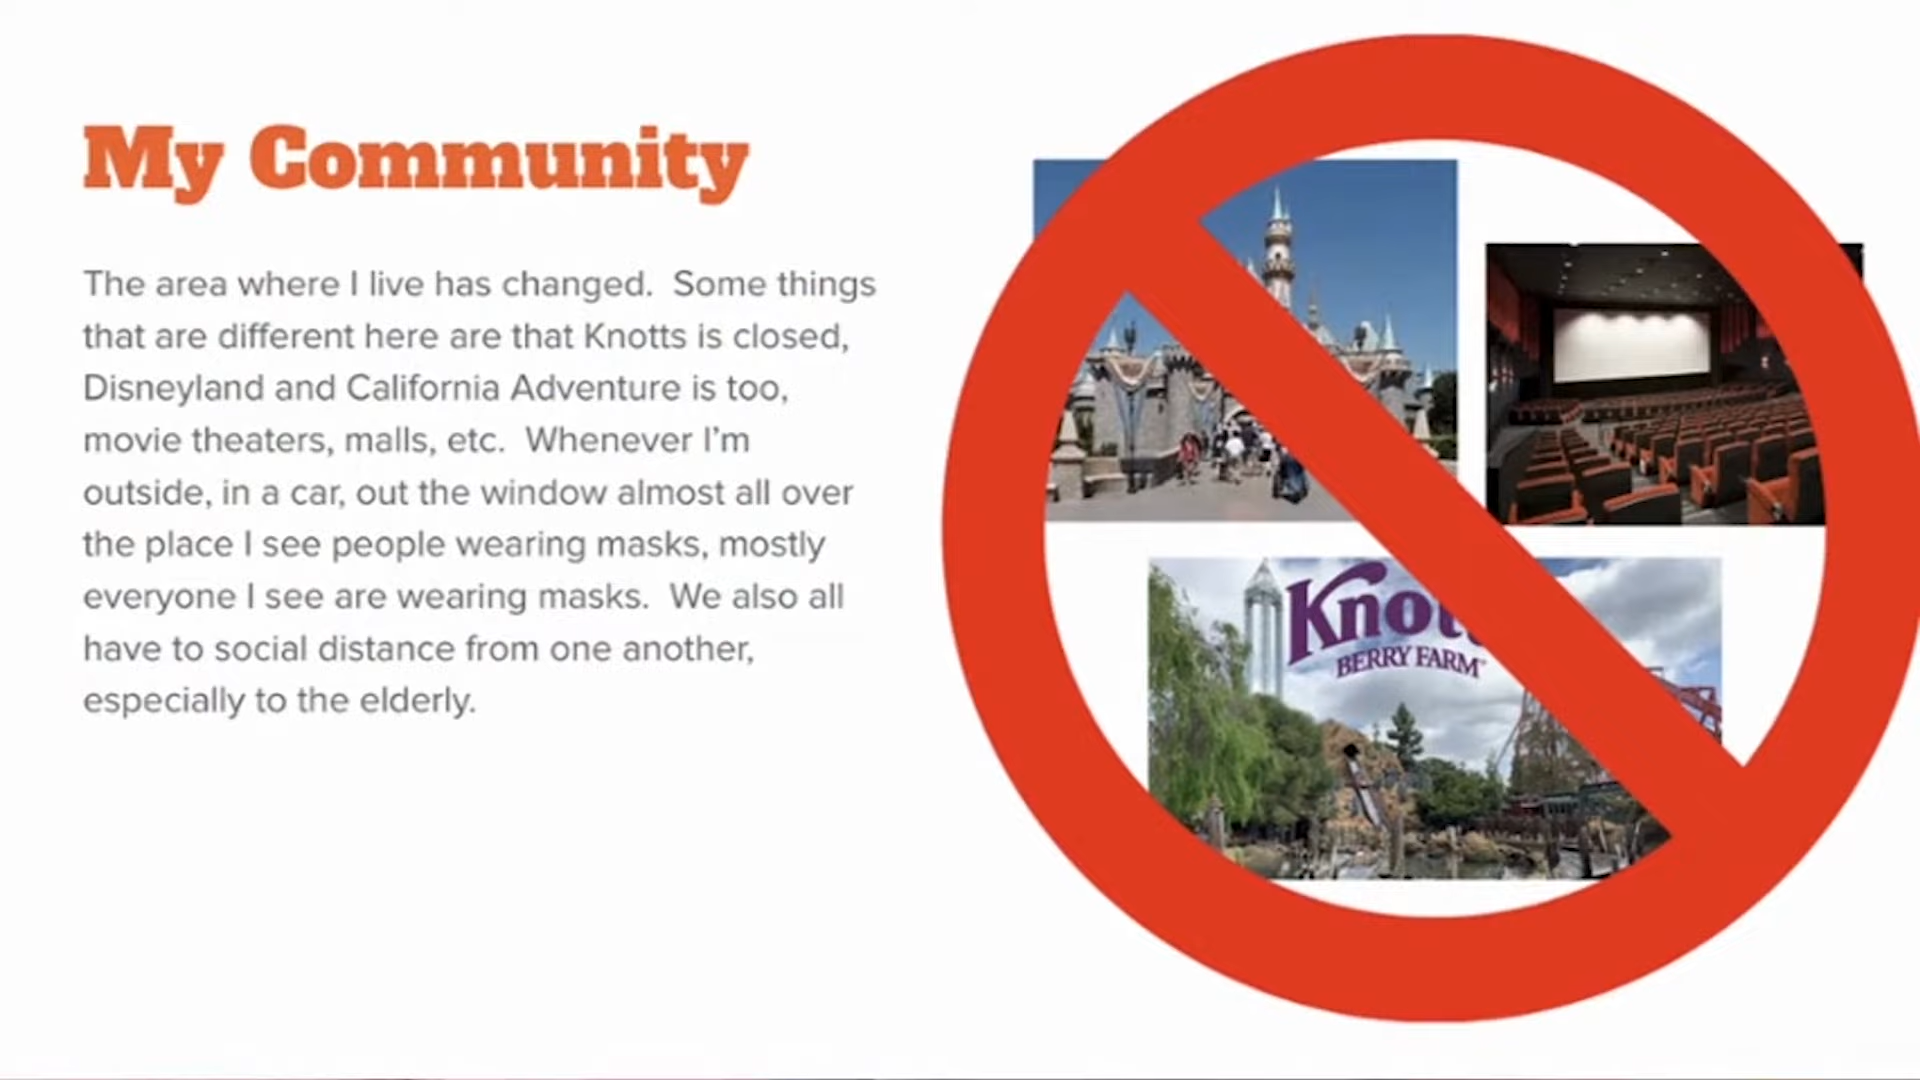 My Community
The area where I live has changed.  Some things
that are different here are that Knotts is closed,
Disneyland and California Adventure is too,
movie theaters, malls, etc.  Whenever I'm
outside, in a car, out the window almost all over
the place I see people wearing masks, mostly
everyone I see are wearing masks.  We also all
have to social distance from one another,
especially to the elderly.
BERRY FARM